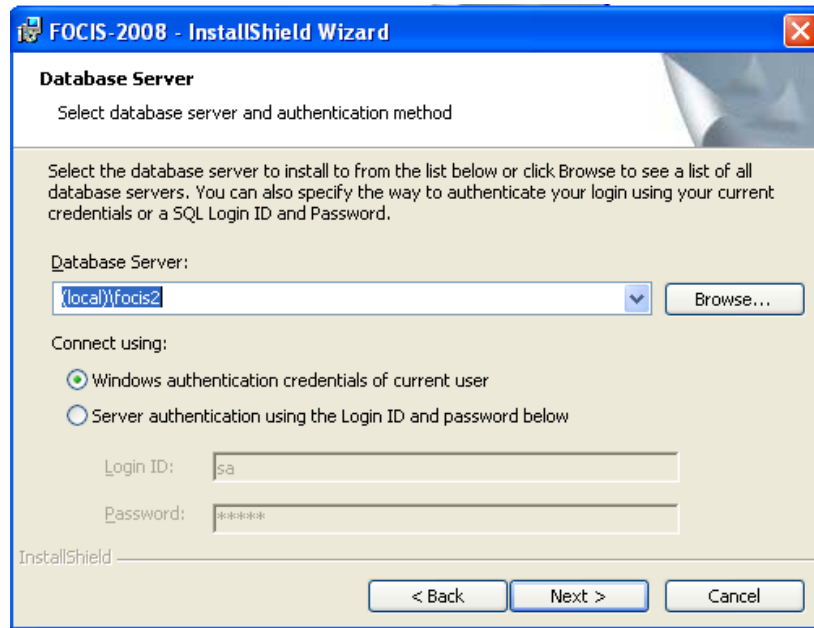 FOCIS-2008 - InstallShield Wizard
Database Server
Select database server and authentication method
Select the database server to install to from the list below or click Browse to see a list of all
database servers. You can also specify the way to authenticate your login using your current
credentials or a SQL Login ID and Password.
Database Server:
(local)\focis2
Browse...
Connect using:
Windows authentication credentials of current user
Server authentication using the Login ID and password below
Login ID:
sa
Password:
*****
InstallShield
< Back
Next >
Cancel